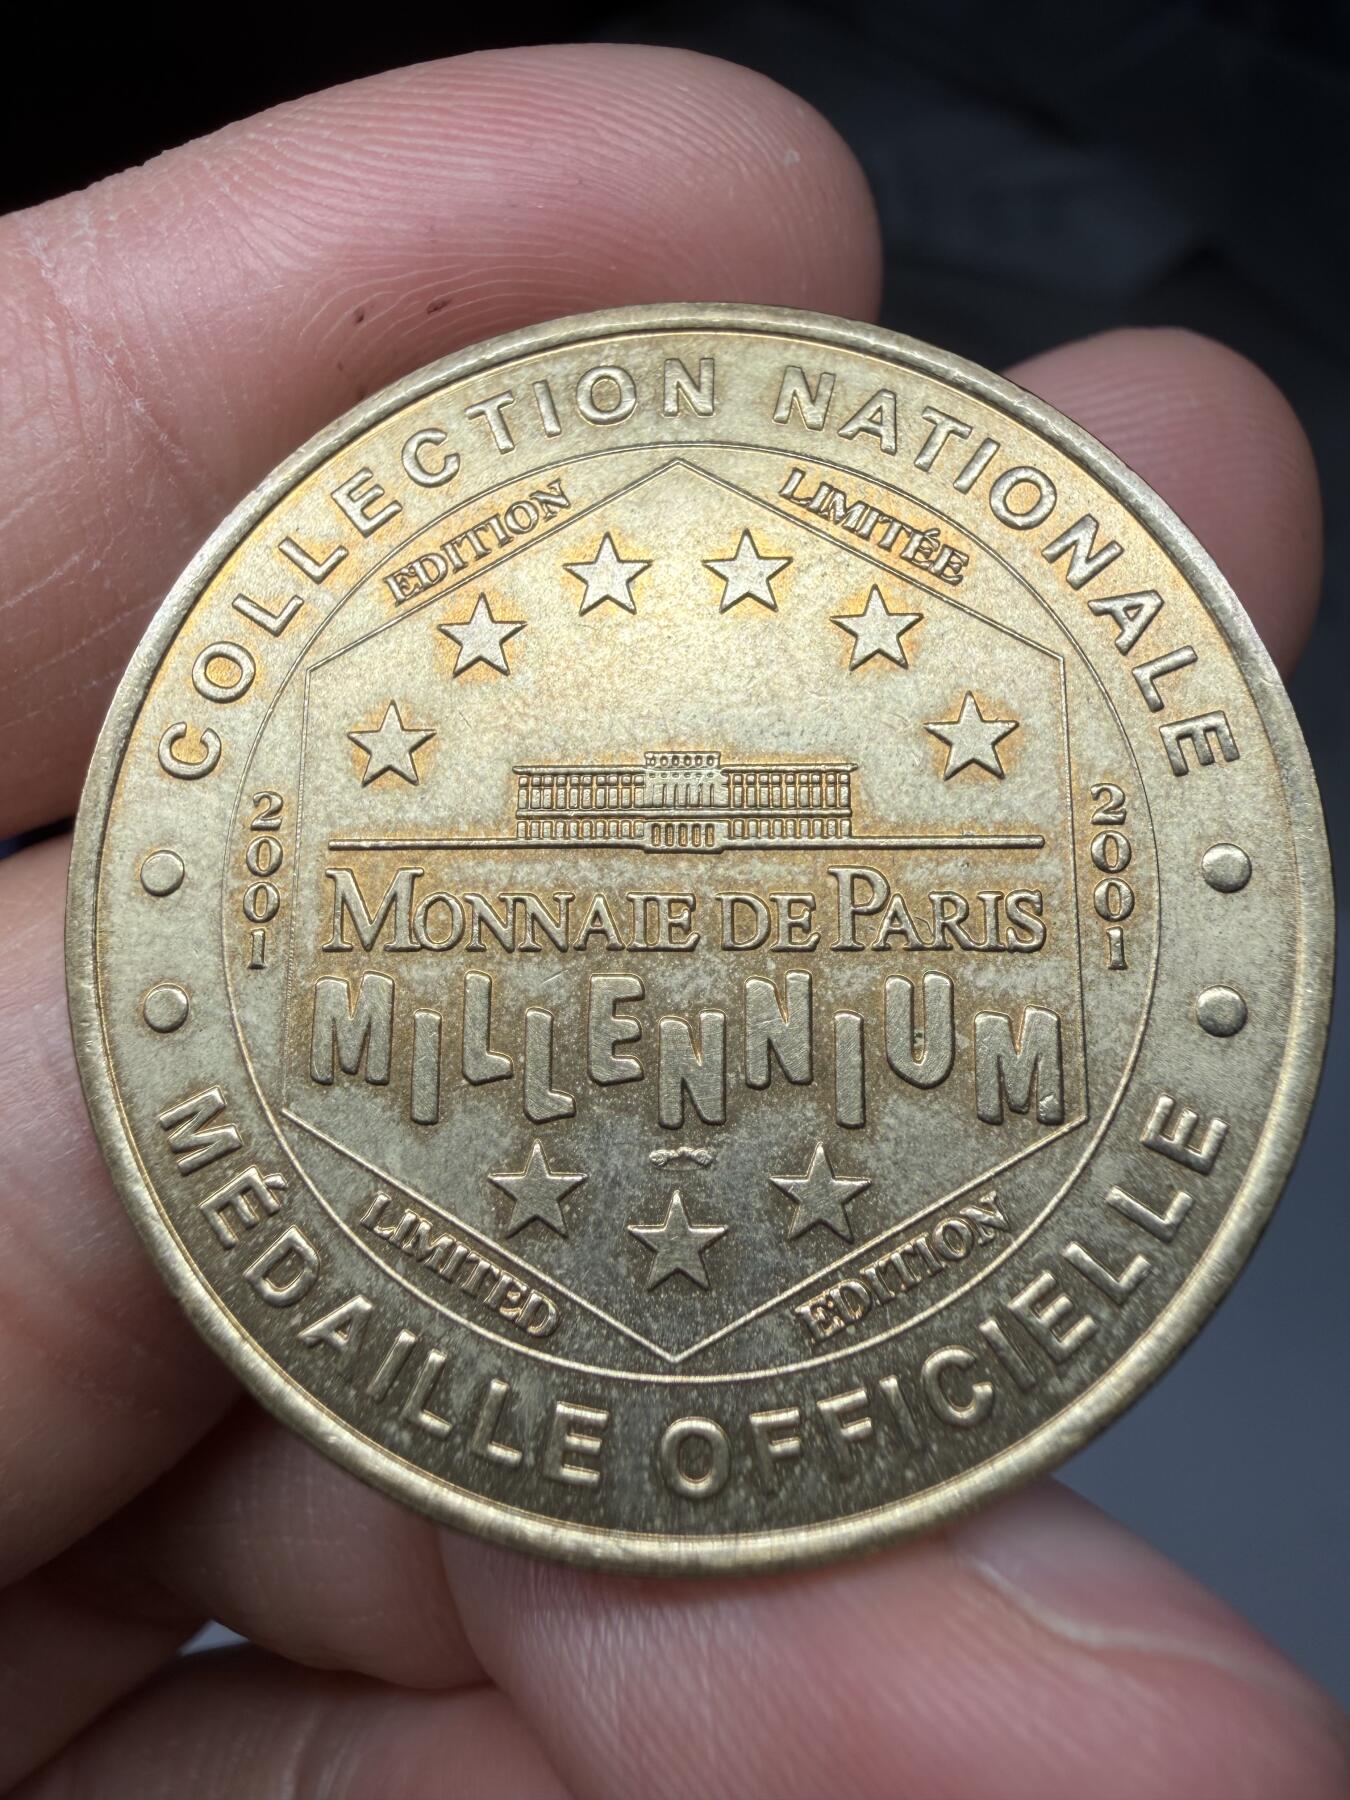 COLLECTION NATIONALE
EDITION LIMITÉE
2001
2001
MONNAIE DE PARIS
MILLENNIUM
LIMITED EDITION
MÉDAILLE OFFICIELLE